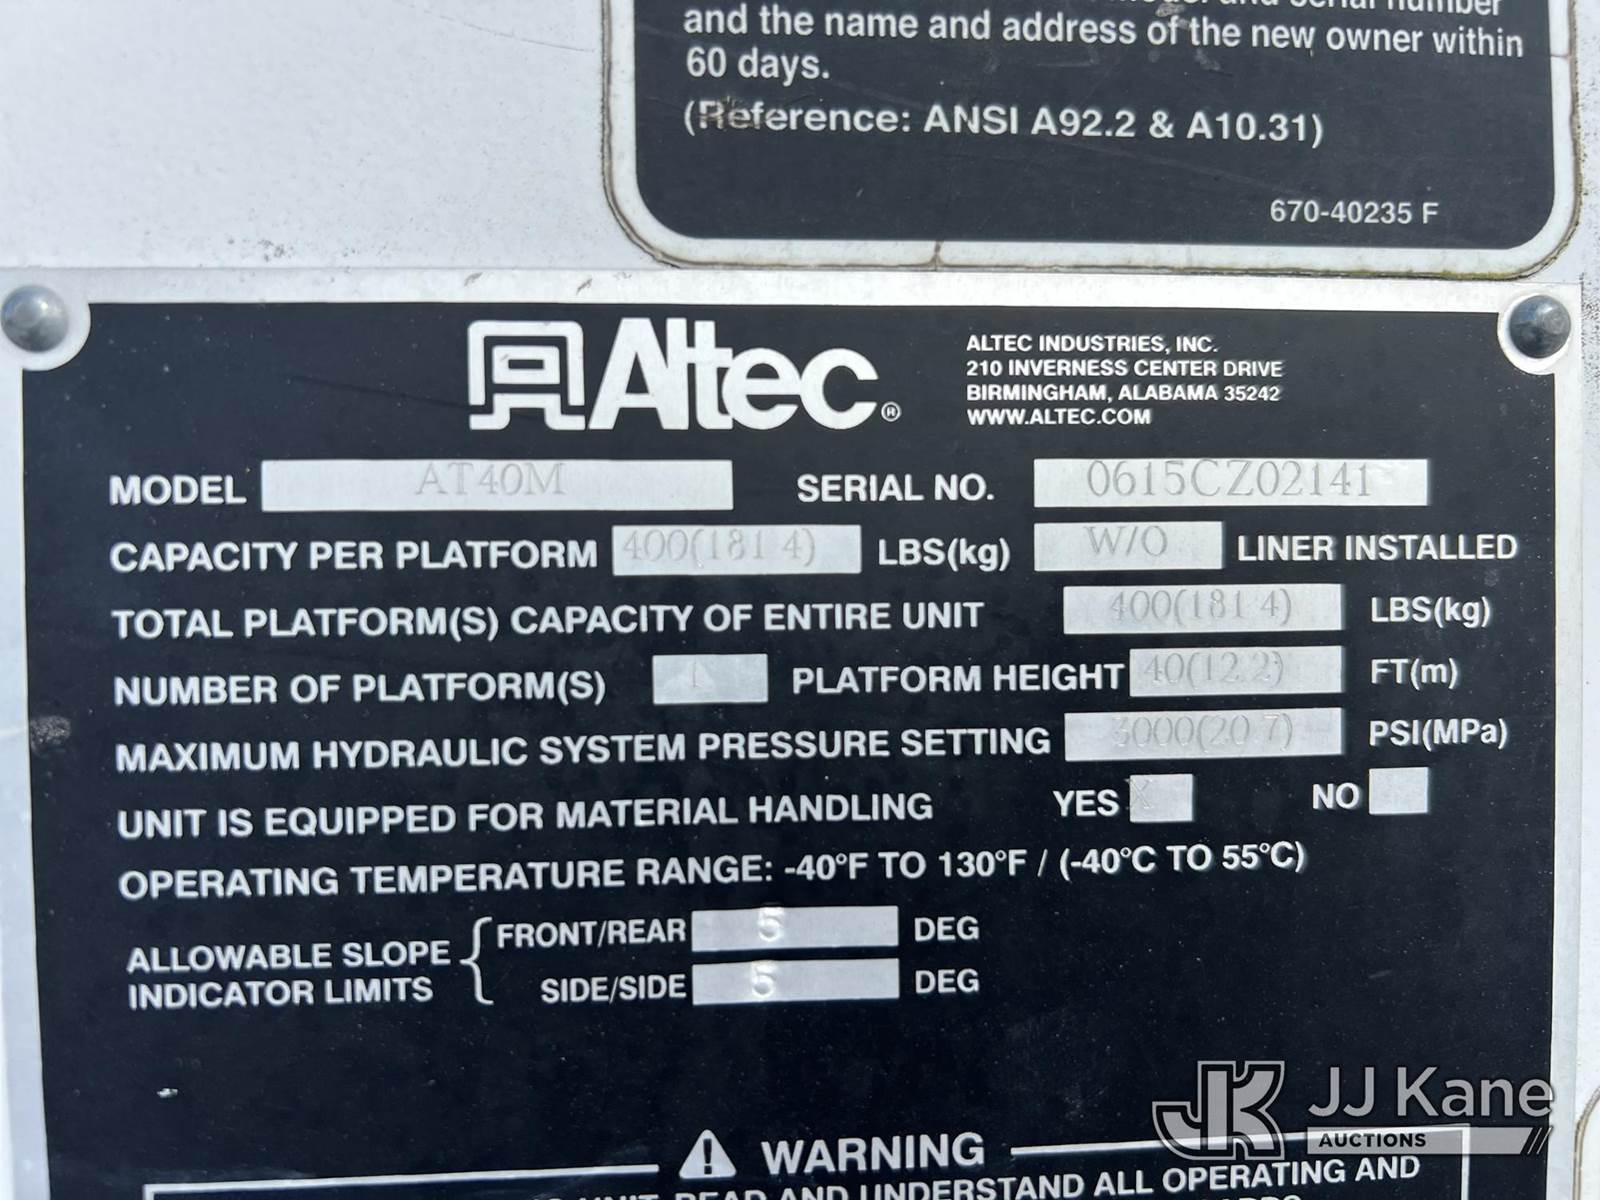 and the name and address of the new owner within
60 days.
(Reference: ANSI A92.2 & A10.31)
670-40235 F
Altec®
ALTEC INDUSTRIES, INC.
210 INVERNESS CENTER DRIVE
BIRMINGHAM, ALABAMA 35242
WWW.ALTEC.COM
MODEL AT40M SERIAL NO. 0615CZ02141
CAPACITY PER PLATFORM 400(181.4) LBS(kg) W/O LINER INSTALLED
TOTAL PLATFORM(S) CAPACITY OF ENTIRE UNIT 400(181.4) LBS(kg)
NUMBER OF PLATFORM(S) 1 PLATFORM HEIGHT 40(12.2) FT(m)
MAXIMUM HYDRAULIC SYSTEM PRESSURE SETTING 3000(20.7) PSI(MPa)
UNIT IS EQUIPPED FOR MATERIAL HANDLING YES X NO
OPERATING TEMPERATURE RANGE: -40°F TO 130°F / (-40°C TO 55°C)
ALLOWABLE SLOPE INDICATOR LIMITS
FRONT/REAR 5 DEG
SIDE/SIDE 5 DEG
WARNING
READ AND UNDERSTAND ALL OPERATING AND
JK JJ Kane
AUCTIONS